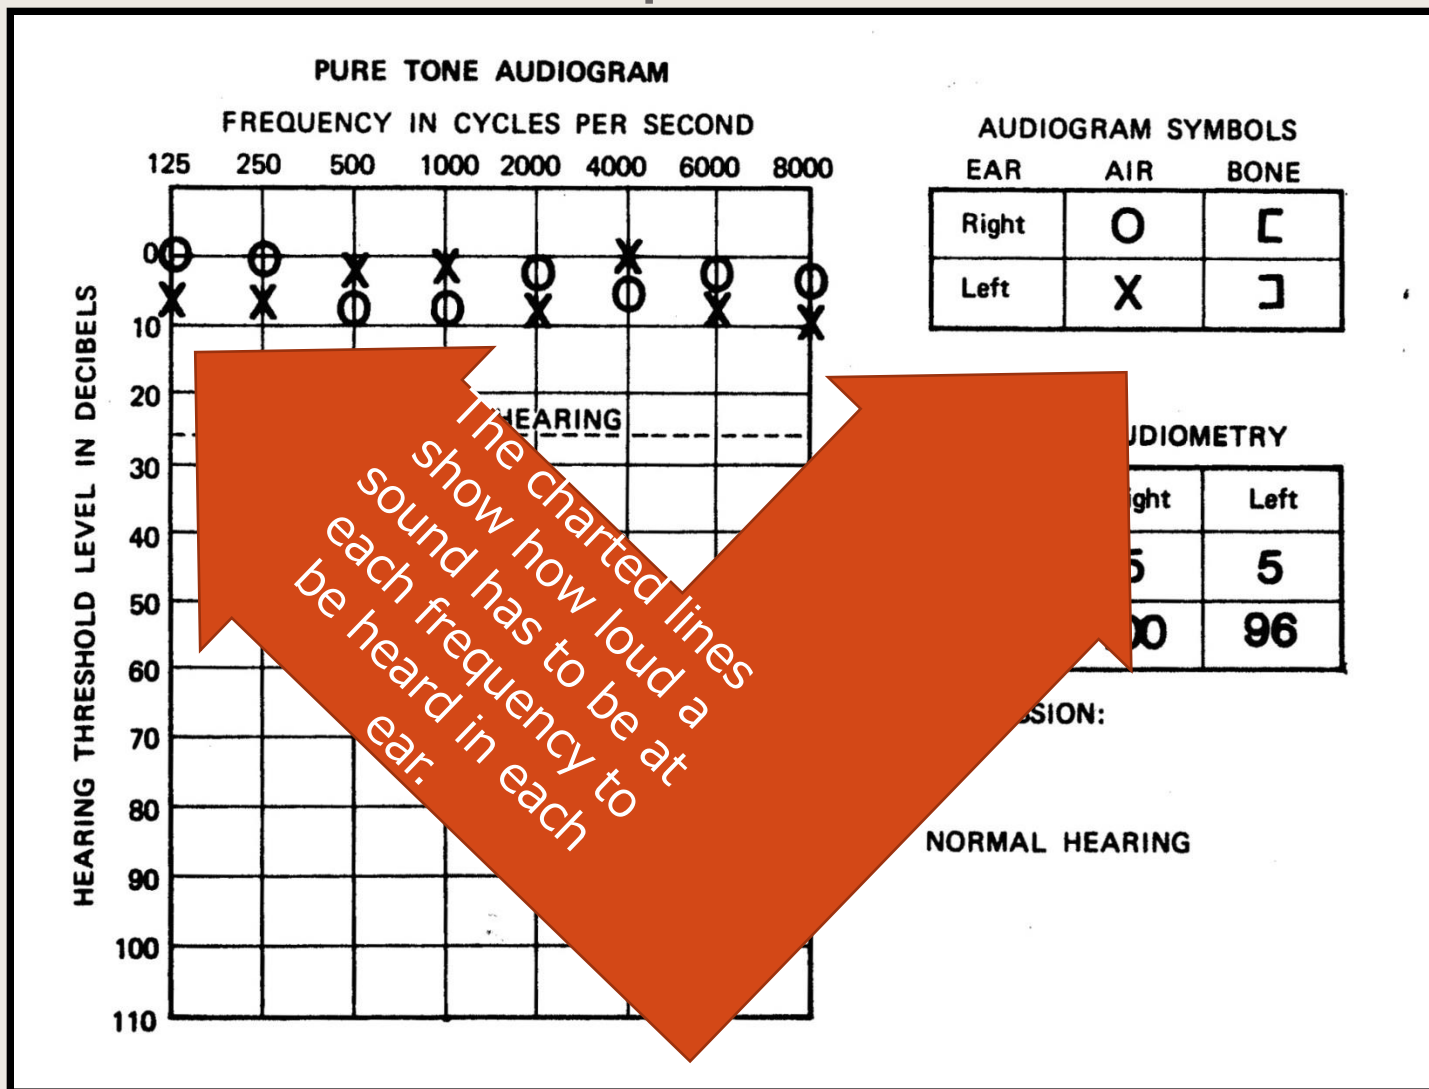 PURE TONE AUDIOGRAM
FREQUENCY IN CYCLES PER SECOND
125 250 500 1000 2000 4000 6000 8000
HEARING THRESHOLD LEVEL IN DECIBELS
0
10
20
30
40
50
60
70
80
90
100
110
HEARING
The charted lines
show how loud a
sound has to be at
each frequency to
be heard in each
ear.
AUDIOGRAM SYMBOLS
EAR AIR BONE
Right O
Left X
Left
5
96
NORMAL HEARING